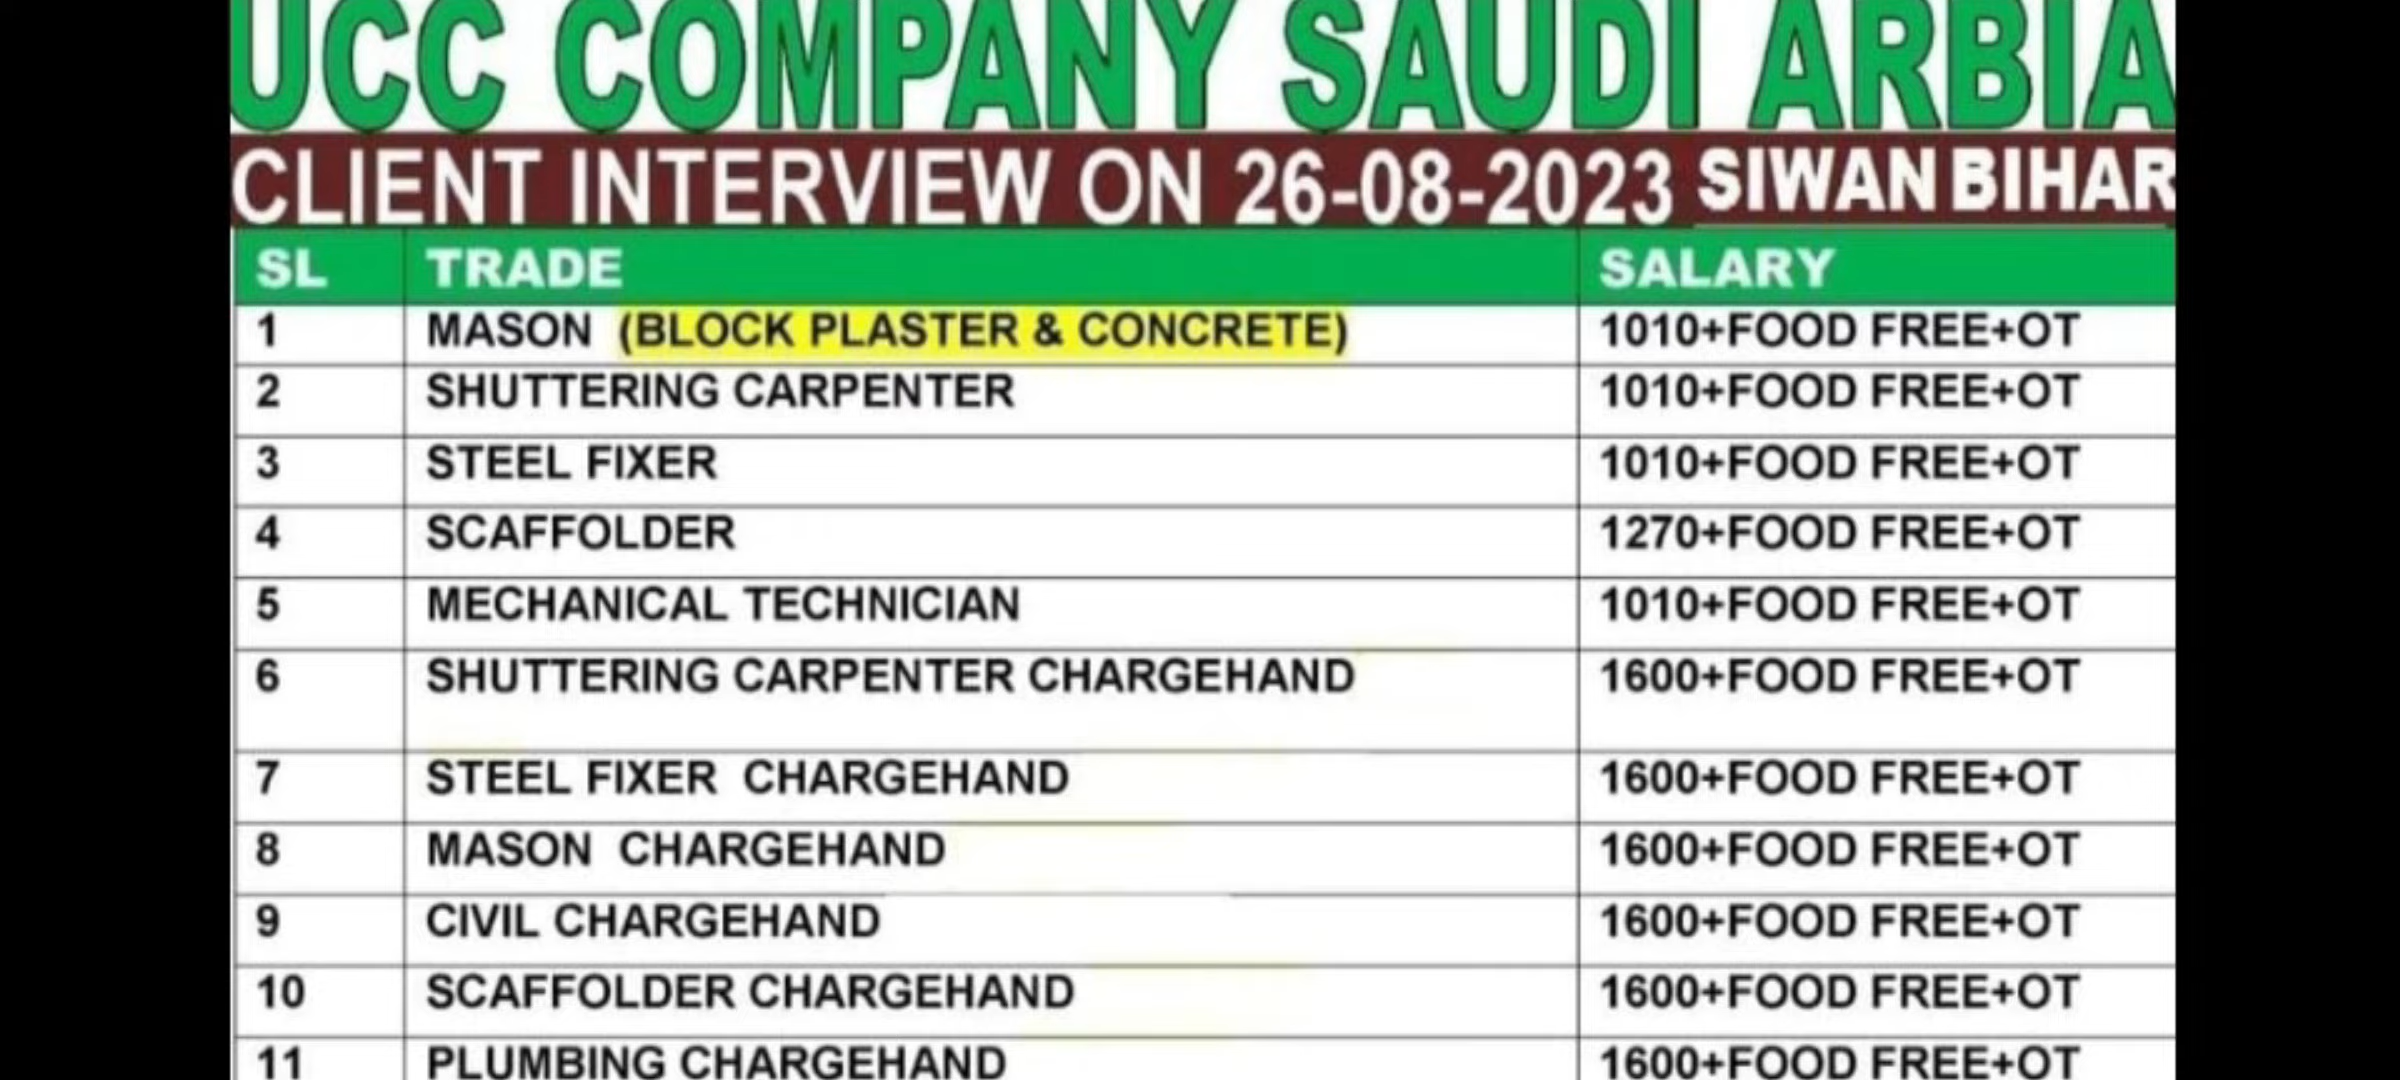 UCC COMPANY SAUDI ARBIA
CLIENT INTERVIEW ON 26-08-2023 SIWAN BIHAR
SL TRADE SALARY
1 MASON (BLOCK PLASTER & CONCRETE) 1010+FOOD FREE+OT
2 SHUTTERING CARPENTER 1010+FOOD FREE+OT
3 STEEL FIXER 1010+FOOD FREE+OT
4 SCAFFOLDER 1270+FOOD FREE+OT
5 MECHANICAL TECHNICIAN 1010+FOOD FREE+OT
6 SHUTTERING CARPENTER CHARGEHAND 1600+FOOD FREE+OT
7 STEEL FIXER CHARGEHAND 1600+FOOD FREE+OT
8 MASON CHARGEHAND 1600+FOOD FREE+OT
9 CIVIL CHARGEHAND 1600+FOOD FREE+OT
10 SCAFFOLDER CHARGEHAND 1600+FOOD FREE+OT
11 PLUMBING CHARGEHAND 1600+FOOD FREE+OT